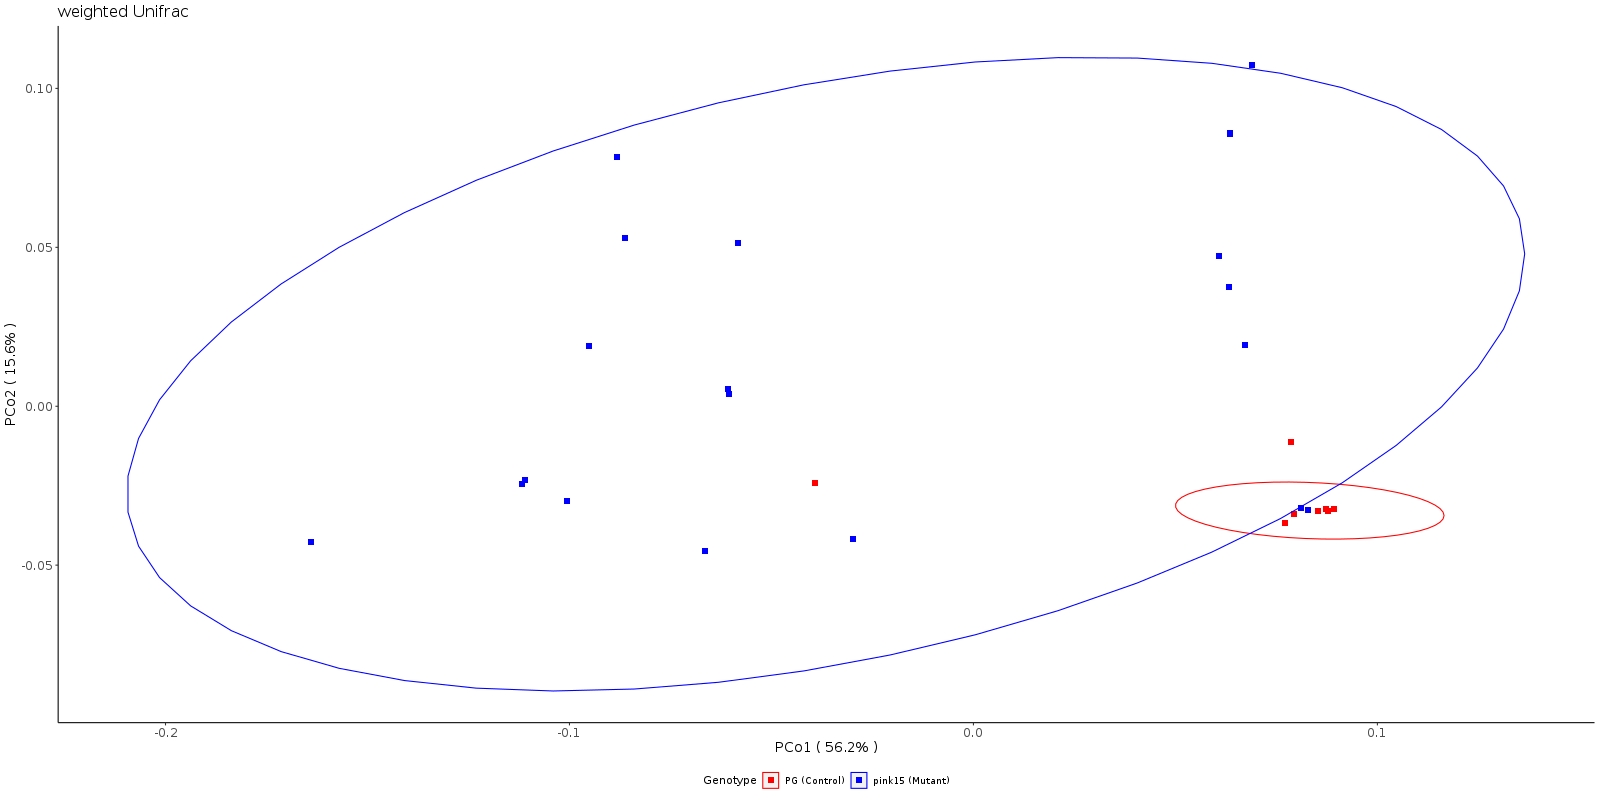 weighted Unifrac
0.10
0.05
0.00
-0.05
PCo2 ( 15.6% )
-0.2
-0.1
0.0
0.1
PCo1 ( 56.2% )
Genotype PG (Control) pink15 (Mutant)